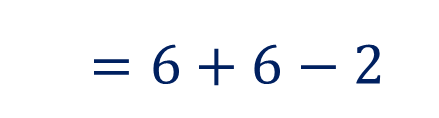 = 6 + 6 − 2